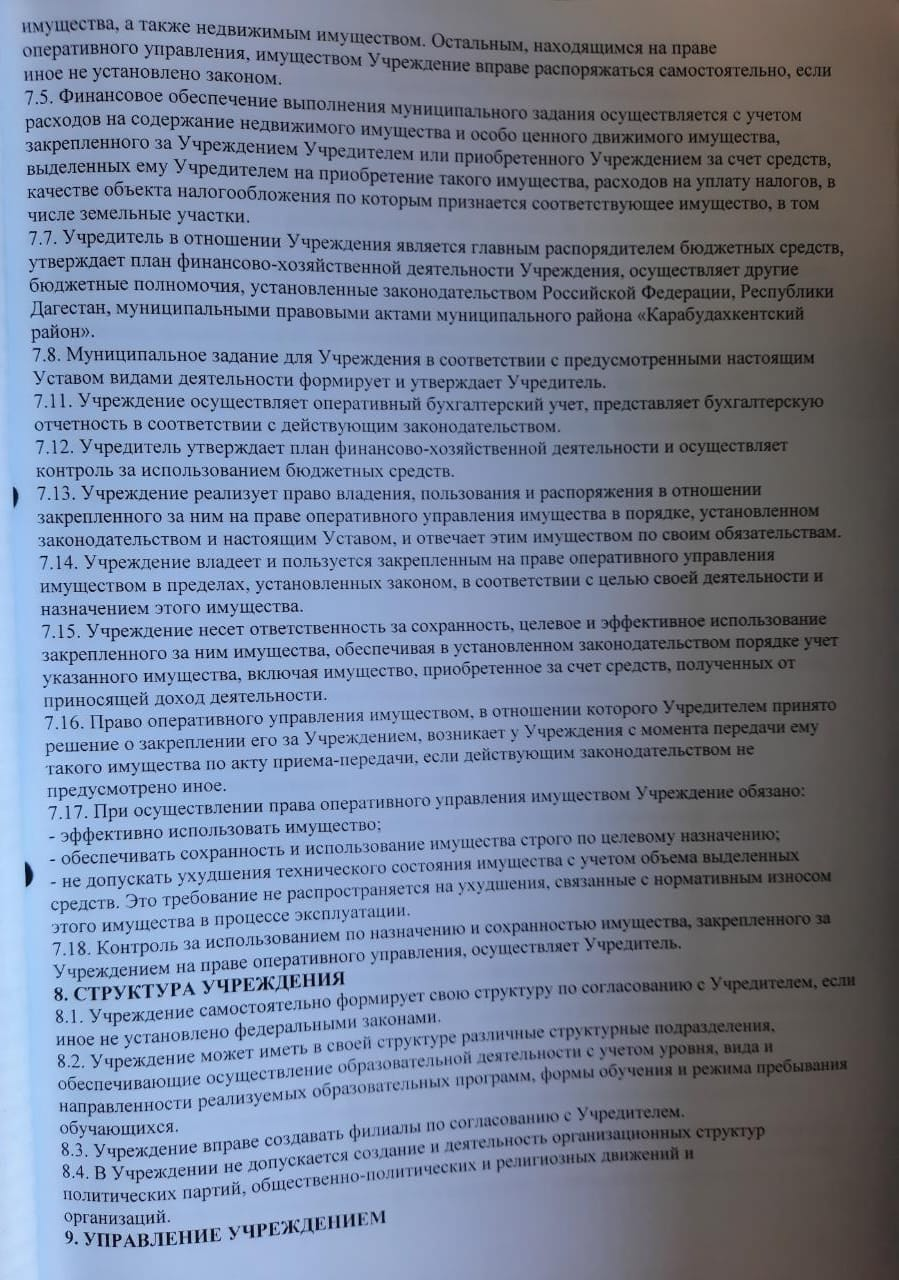 имущества, а также недвижимым имуществом. Остальным, находящимся на праве
оперативного управления, имуществом Учреждение вправе распоряжаться самостоятельно, если
иное не установлено законом.
7.5. Финансовое обеспечение выполнения муниципального задания осуществляется с учетом
расходов на содержание недвижимого имущества и особо ценного движимого имущества,
закрепленного за Учреждением Учредителем или приобретенного Учреждением за счет средств,
выделенных ему Учредителем на приобретение такого имущества, расходов на уплату налогов, в
качестве объекта налогообложения по которым признается соответствующее имущество, в том
числе земельные участки.
7.7. Учредитель в отношении Учреждения является главным распорядителем бюджетных средств,
утверждает план финансово-хозяйственной деятельности Учреждения, осуществляет другие
бюджетные полномочия, установленные законодательством Российской Федерации, Республики
Дагестан, муниципальными правовыми актами муниципального района «Карабудахкентский
район».
7.8. Муниципальное задание для Учреждения в соответствии с предусмотренными настоящим
Уставом видами деятельности формирует и утверждает Учредитель.
7.11. Учреждение осуществляет оперативный бухгалтерский учет, представляет бухгалтерскую
отчетность в соответствии с действующим законодательством.
7.12. Учредитель утверждает план финансово-хозяйственной деятельности и осуществляет
контроль за использованием бюджетных средств.
7.13. Учреждение реализует право владения, пользования и распоряжения в отношении
закрепленного за ним на праве оперативного управления имущества в порядке, установленном
законодательством и настоящим Уставом, и отвечает этим имуществом по своим обязательствам.
7.14. Учреждение владеет и пользуется закрепленным на праве оперативного управления
имуществом в пределах, установленных законом, в соответствии с целью своей деятельности и
назначением этого имущества.
7.15. Учреждение несет ответственность за сохранность, целевое и эффективное использование
закрепленного за ним имущества, обеспечивая в установленном законодательством порядке учет
указанного имущества, включая имущество, приобретенное за счет средств, полученных от
приносящей доход деятельности.
7.16. Право оперативного управления имуществом, в отношении которого Учредителем принято
решение о закреплении его за Учреждением, возникает у Учреждения с момента передачи ему
такого имущества по акту приема-передачи, если действующим законодательством не
предусмотрено иное.
7.17. При осуществлении права оперативного управления имуществом Учреждение обязано:
- эффективно использовать имущество;
- обеспечивать сохранность и использование имущества строго по целевому назначению;
- не допускать ухудшения технического состояния имущества с учетом объема выделенных
средств. Это требование не распространяется на ухудшения, связанные с нормативным износом
этого имущества в процессе эксплуатации.
7.18. Контроль за использованием по назначению и сохранностью имущества, закрепленного за
Учреждением на праве оперативного управления, осуществляет Учредитель.
8. СТРУКТУРА УЧРЕЖДЕНИЯ
8.1. Учреждение самостоятельно формирует свою структуру по согласованию с Учредителем, если
иное не установлено федеральными законами.
8.2. Учреждение может иметь в своей структуре различные структурные подразделения,
обеспечивающие осуществление образовательной деятельности с учетом уровня, вида и
направленности реализуемых образовательных программ, формы обучения и режима пребывания
обучающихся.
8.3. Учреждение вправе создавать филиалы по согласованию с Учредителем.
8.4. В Учреждении не допускается создание и деятельность организационных структур
политических партий, общественно-политических и религиозных движений и
организаций.
9. УПРАВЛЕНИЕ УЧРЕЖДЕНИЕМ